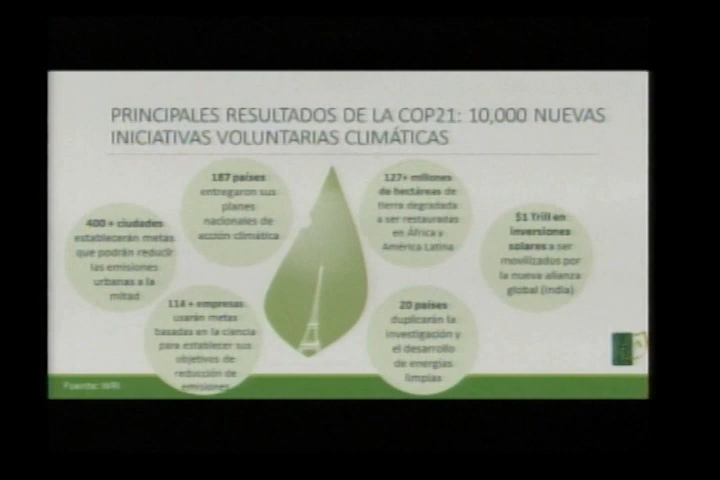 PRINCIPALES RESULTADOS DE LA COP21: 10,000 NUEVAS
INICIATIVAS VOLUNTARIAS CLIMÁTICAS
187 países
entregaron sus
planes
nacionales de
acción climática
127+ millones
de hectáreas de
tierra degradada
a ser restauradas
en África y
América Latina
400 + ciudades
establecerán metas
que podrán reducir
las emisiones
urbanas a la
mitad
$1 Trill en
inversiones
solares a ser
movilizados por
la nueva alianza
global (India)
114 + empresas
usarán metas
basadas en la ciencia
para establecer sus
objetivos de
reducción de
emisiones
20 países
duplicarán la
investigación y
el desarrollo
de energías
limpias
Fuente: WRI